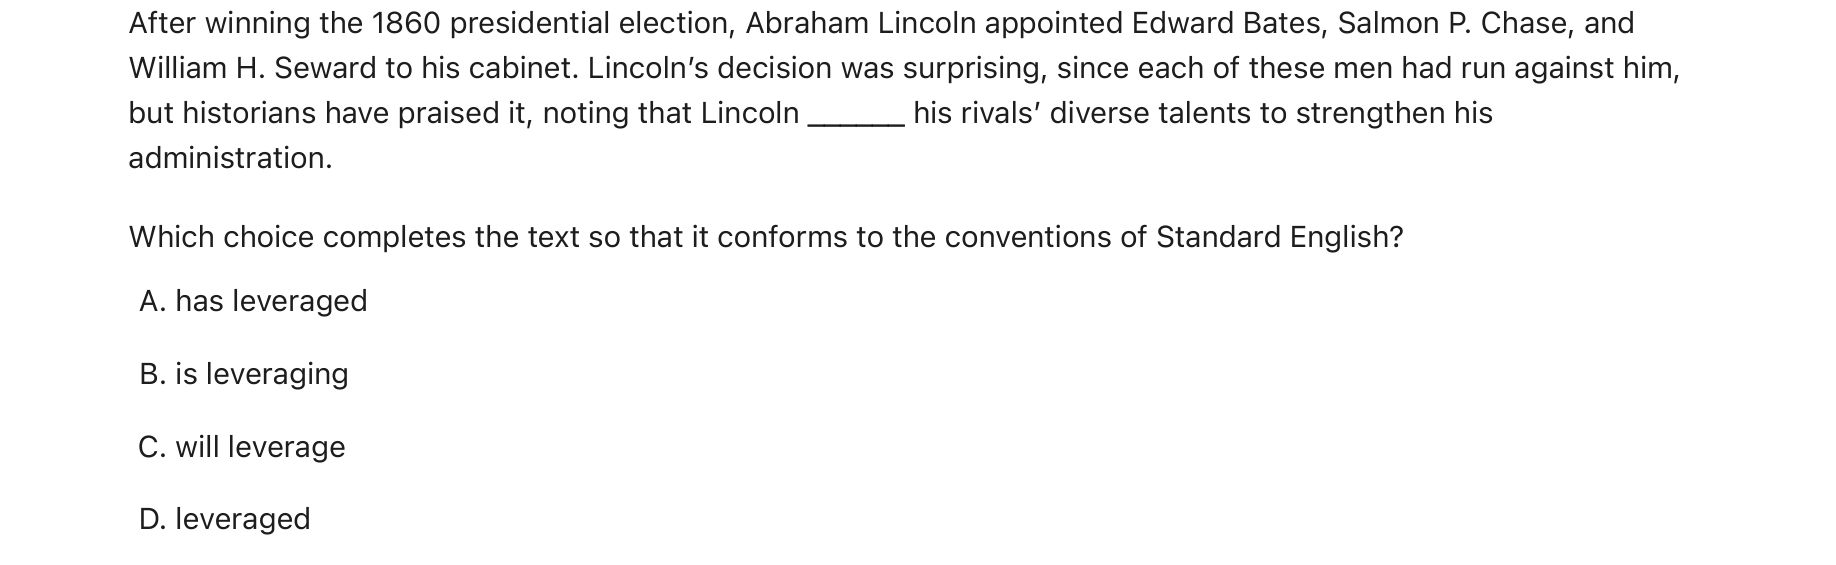 After winning the 1860 presidential election, Abraham Lincoln appointed Edward Bates, Salmon P. Chase, and
William H. Seward to his cabinet. Lincoln’s decision was surprising, since each of these men had run against him,
but historians have praised it, noting that Lincoln ______ his rivals’ diverse talents to strengthen his
administration.
Which choice completes the text so that it conforms to the conventions of Standard English?
A. has leveraged
B. is leveraging
C. will leverage
D. leveraged